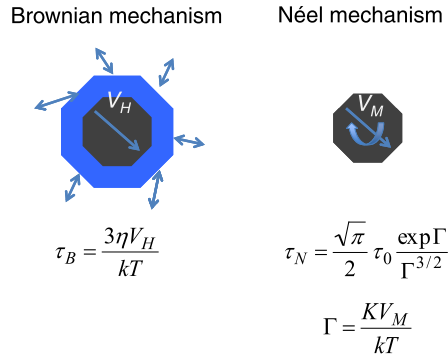 Brownian mechanism
Néel mechanism
V_H
V_M
τ_B = 3ηV_H / kT
τ_N = √π / 2 τ_0 exp Γ / Γ^{3/2}
Γ = KV_M / kT